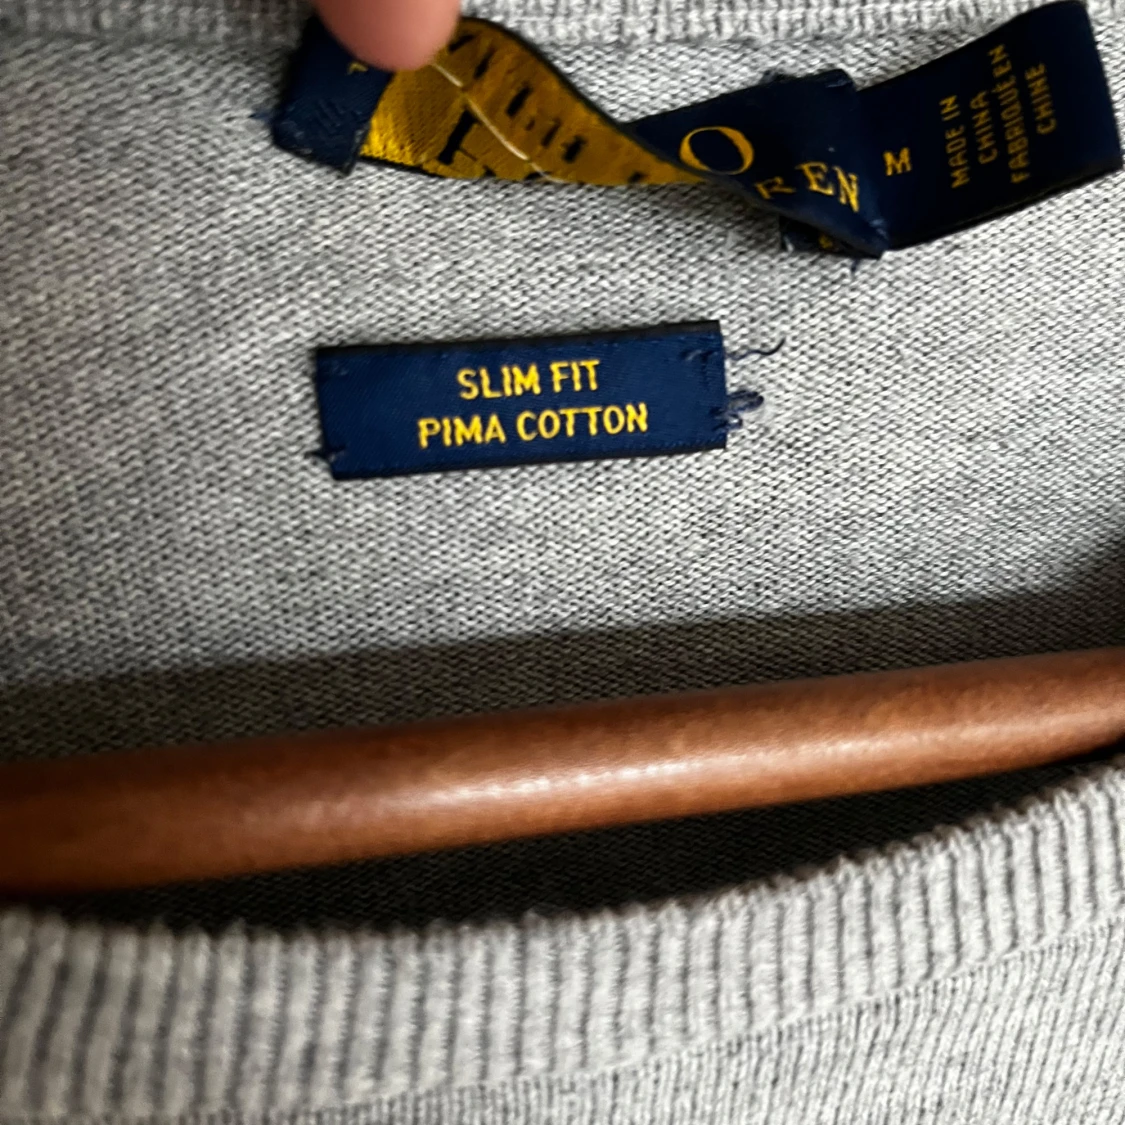 O
REN
M
MADE IN
CHINA
FABRIQUÉ EN
CHINE
SLIM FIT
PIMA COTTON